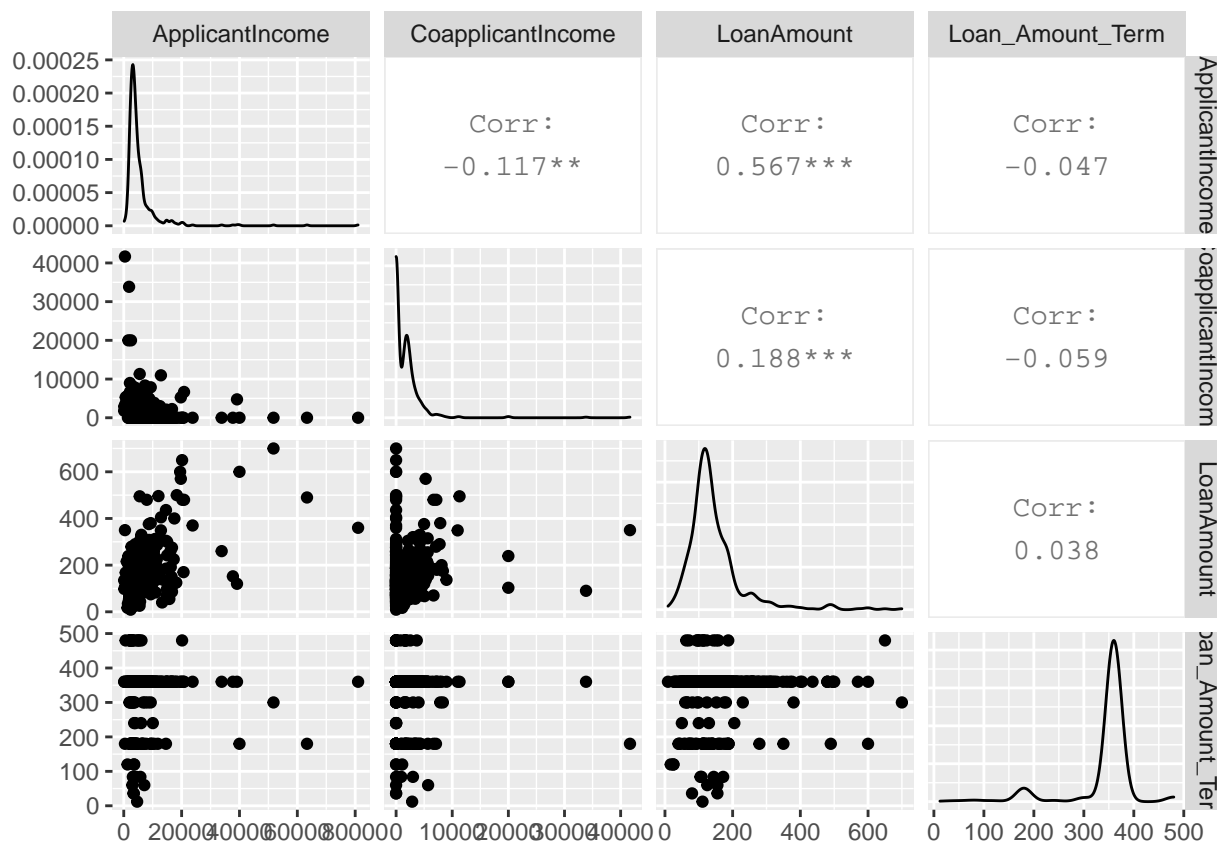 ApplicantIncome CoapplicantIncome LoanAmount Loan_Amount_Term
0.00025
0.00020
0.00015
0.00010
0.00005
0.00000
Corr:
-0.117**
Corr:
0.567***
Corr:
-0.047
ApplicantIncome
40000
30000
20000
10000
0
Corr:
0.188***
Corr:
-0.059
oapplicantIncom
600
400
200
0
Corr:
0.038
LoanAmount
500
400
300
200
100
0
an_Amount_Ter
0 20000 40000 60000 80000
0 10000 20000 30000 40000
0 200 400 600
0 100 200 300 400 500